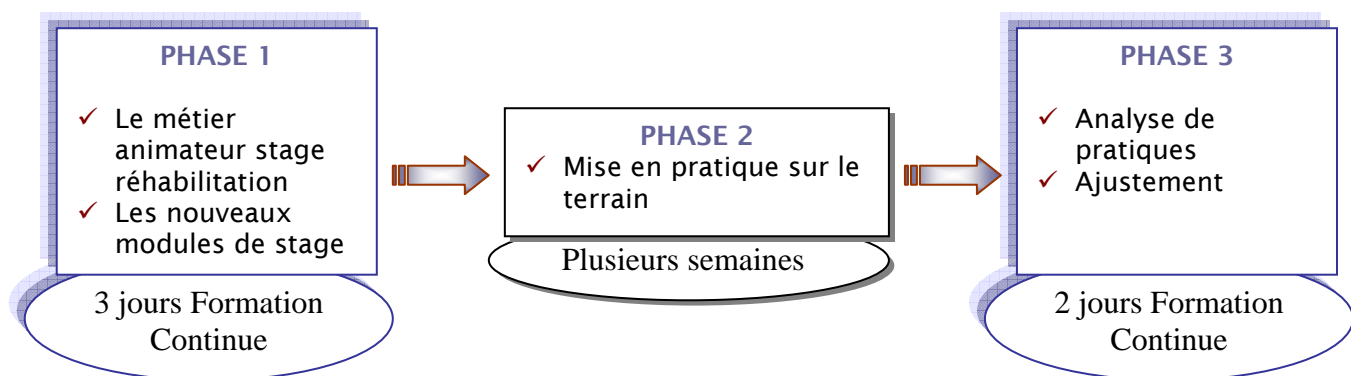 PHASE 1
✓ Le métier
animateur stage
réhabilitation
✓ Les nouveaux
modules de stage
3 jours Formation
Continue
PHASE 2
✓ Mise en pratique sur le
terrain
Plusieurs semaines
PHASE 3
✓ Analyse de
pratiques
✓ Ajustement
2 jours Formation
Continue